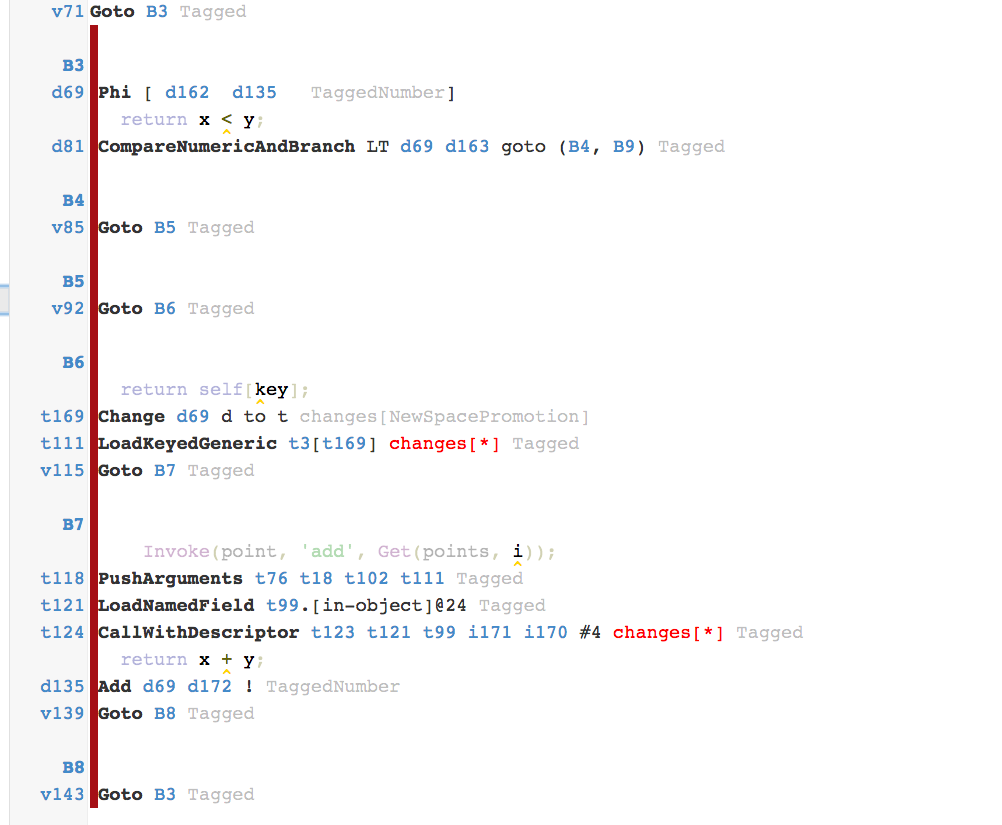 v71 Goto B3 Tagged
B3
d69 Phi [ d162 d135 TaggedNumber]
return x < y;
d81 CompareNumericAndBranch LT d69 d163 goto (B4, B9) Tagged
B4
v85 Goto B5 Tagged
B5
v92 Goto B6 Tagged
B6
return self[key];
t169 Change d69 d to t changes[NewSpacePromotion]
t111 LoadKeyedGeneric t3[t169] changes[*] Tagged
v115 Goto B7 Tagged
B7
Invoke(point, 'add', Get(points, i));
t118 PushArguments t76 t18 t102 t111 Tagged
t121 LoadNamedField t99.[in-object]@24 Tagged
t124 CallWithDescriptor t123 t121 t99 i171 i170 #4 changes[*] Tagged
return x + y;
d135 Add d69 d172 ! TaggedNumber
v139 Goto B8 Tagged
B8
v143 Goto B3 Tagged